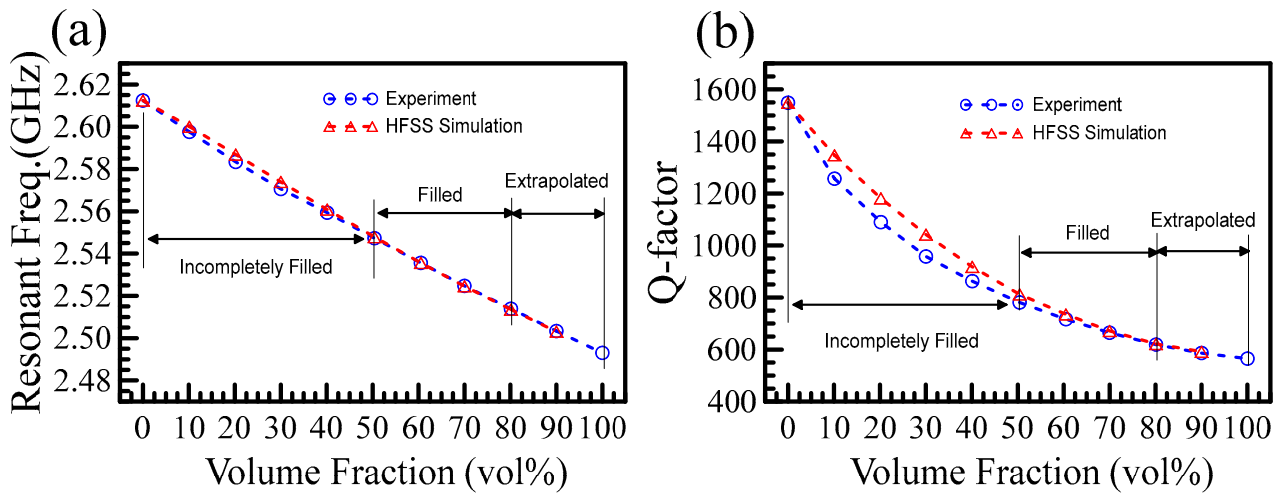 (a)
Resonant Freq.(GHz)
2.62
2.60
2.58
2.56
2.54
2.52
2.50
2.48
Experiment
HFSS Simulation
Filled
Extrapolated
Incompletely Filled
0 10 20 30 40 50 60 70 80 90 100
Volume Fraction (vol%)
(b)
Q-factor
1600
1400
1200
1000
800
600
400
Experiment
HFSS Simulation
Extrapolated
Filled
Incompletely Filled
0 10 20 30 40 50 60 70 80 90 100
Volume Fraction (vol%)